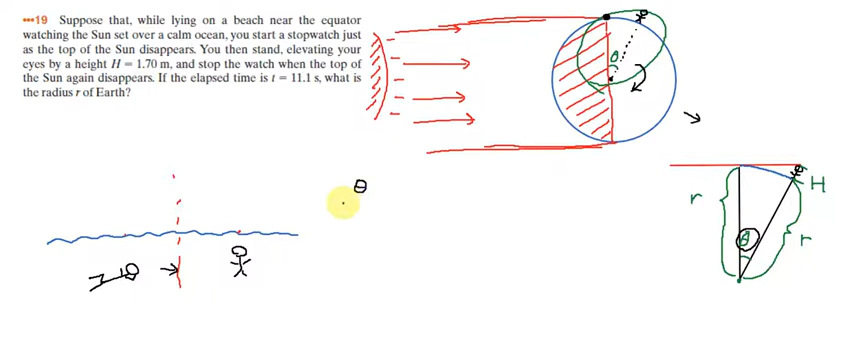 •••19 Suppose that, while lying on a beach near the equator
watching the Sun set over a calm ocean, you start a stopwatch just
as the top of the Sun disappears. You then stand, elevating your
eyes by a height H = 1.70 m, and stop the watch when the top of
the Sun again disappears. If the elapsed time is t = 11.1 s, what is
the radius r of Earth?
θ
θ
H
r
θ
r